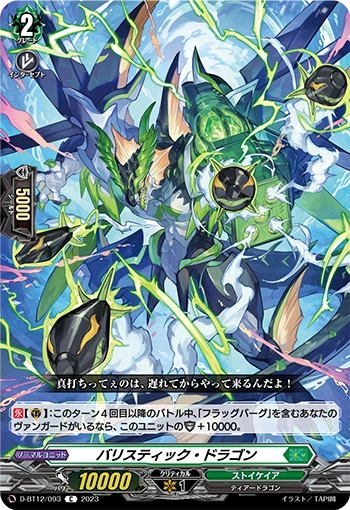 2
グレード
インターセプト
5000
シールド
真打ちってぇのは、遅れてからやって来るんだよ！
:このターン４回目以降のバトル中、「フラッグバーグ」を含むあなたの
ヴァンガードがいるなら、このユニットの+10000。
ノーマルユニット
バリスティック・ドラゴン
パワー 10000
クリティカル 1
ストイケイア
ティアードラゴン
D-BT12/093 C 2023
イラスト／TAPI岡